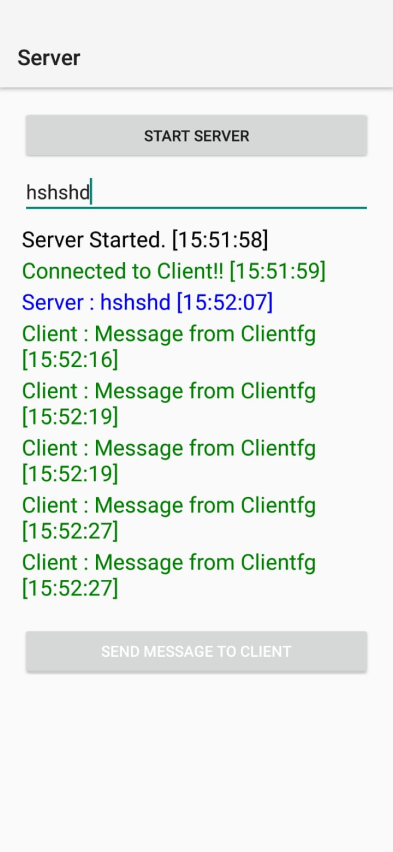 Server
START SERVER
hshshd
Server Started. [15:51:58]
Connected to Client!! [15:51:59]
Server : hshshd [15:52:07]
Client : Message from Clientfg
[15:52:16]
Client : Message from Clientfg
[15:52:19]
Client : Message from Clientfg
[15:52:19]
Client : Message from Clientfg
[15:52:27]
Client : Message from Clientfg
[15:52:27]
SEND MESSAGE TO CLIENT